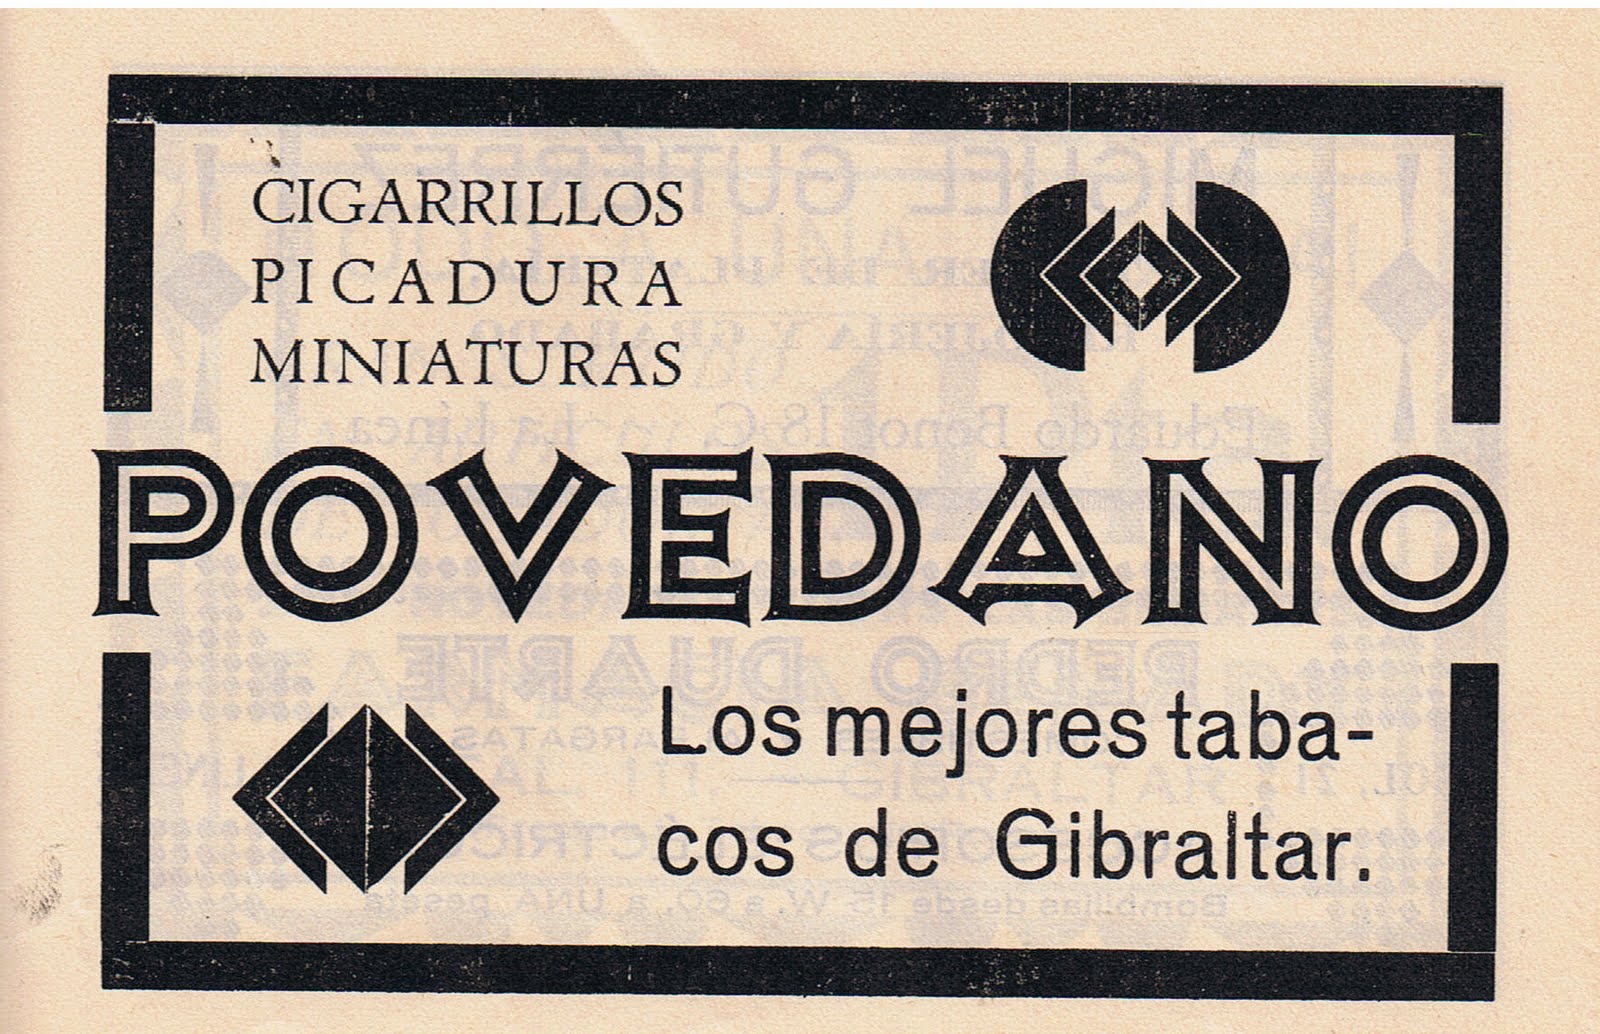 CIGARRILLOS
PICADURA
MINIATURAS
POVEDANO
Los mejores taba-
cos de Gibraltar.